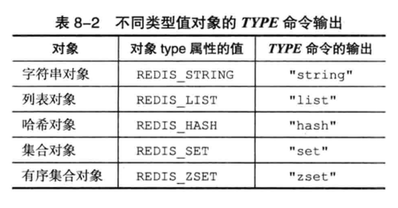 表 8-2 不同类型值对象的 TYPE 命令输出
对象 对象 type 属性的值 TYPE 命令的输出
字符串对象 REDIS_STRING "string"
列表对象 REDIS_LIST "list"
哈希对象 REDIS_HASH "hash"
集合对象 REDIS_SET "set"
有序集合对象 REDIS_ZSET "zset"